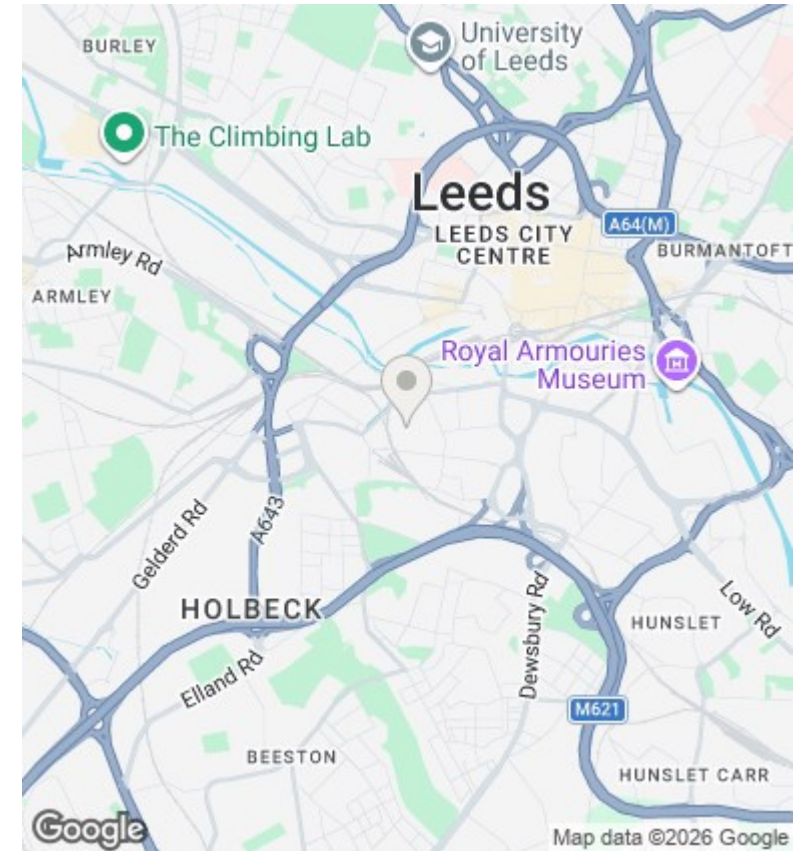 BURLEY
University
of Leeds
The Climbing Lab
Leeds
LEEDS CITY
CENTRE
A64(M)
BURMANTOFT
Armley Rd
ARMLEY
Royal Armouries
Museum
Gelderd Rd
A643
HOLBECK
Elland Rd
Dewsbury Rd
Low Rd
HUNSLET
M621
BEESTON
HUNSLET CARR
Google
Map data ©2026 Google